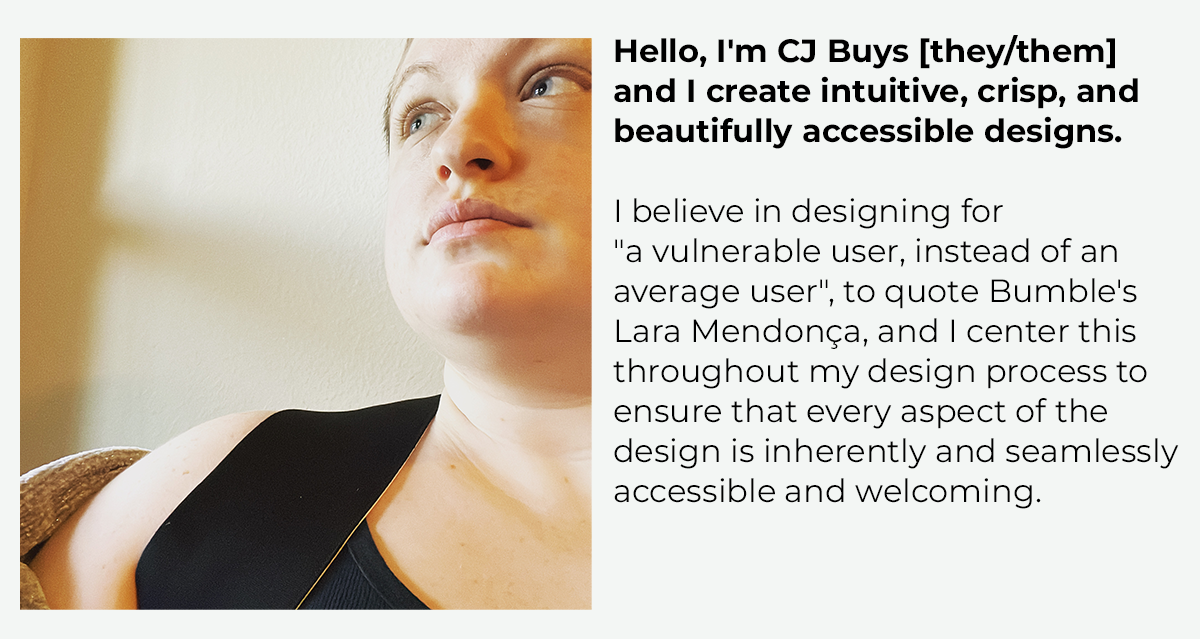 Hello, I'm CJ Buys [they/them]
and I create intuitive, crisp, and
beautifully accessible designs.
I believe in designing for
"a vulnerable user, instead of an
average user", to quote Bumble's
Lara Mendonça, and I center this
throughout my design process to
ensure that every aspect of the
design is inherently and seamlessly
accessible and welcoming.